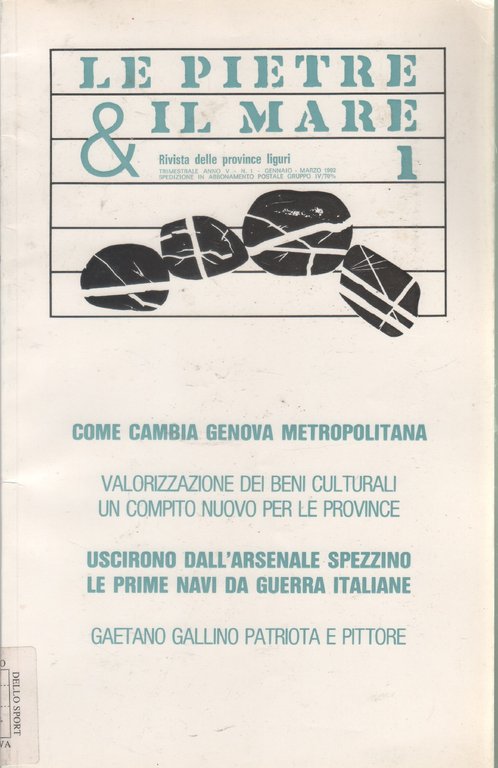 LE PIETRE
& IL MARE
1
Rivista delle province liguri
TRIMESTRALE ANNO V - N. 1 - GENNAIO - MARZO 1992
SPEDIZIONE IN ABBONAMENTO POSTALE GRUPPO IV/70%
COME CAMBIA GENOVA METROPOLITANA
VALORIZZAZIONE DEI BENI CULTURALI
UN COMPITO NUOVO PER LE PROVINCE
USCIRONO DALL'ARSENALE SPEZZINO
LE PRIME NAVI DA GUERRA ITALIANE
GAETANO GALLINO PATRIOTA E PITTORE
DELLO SPORT